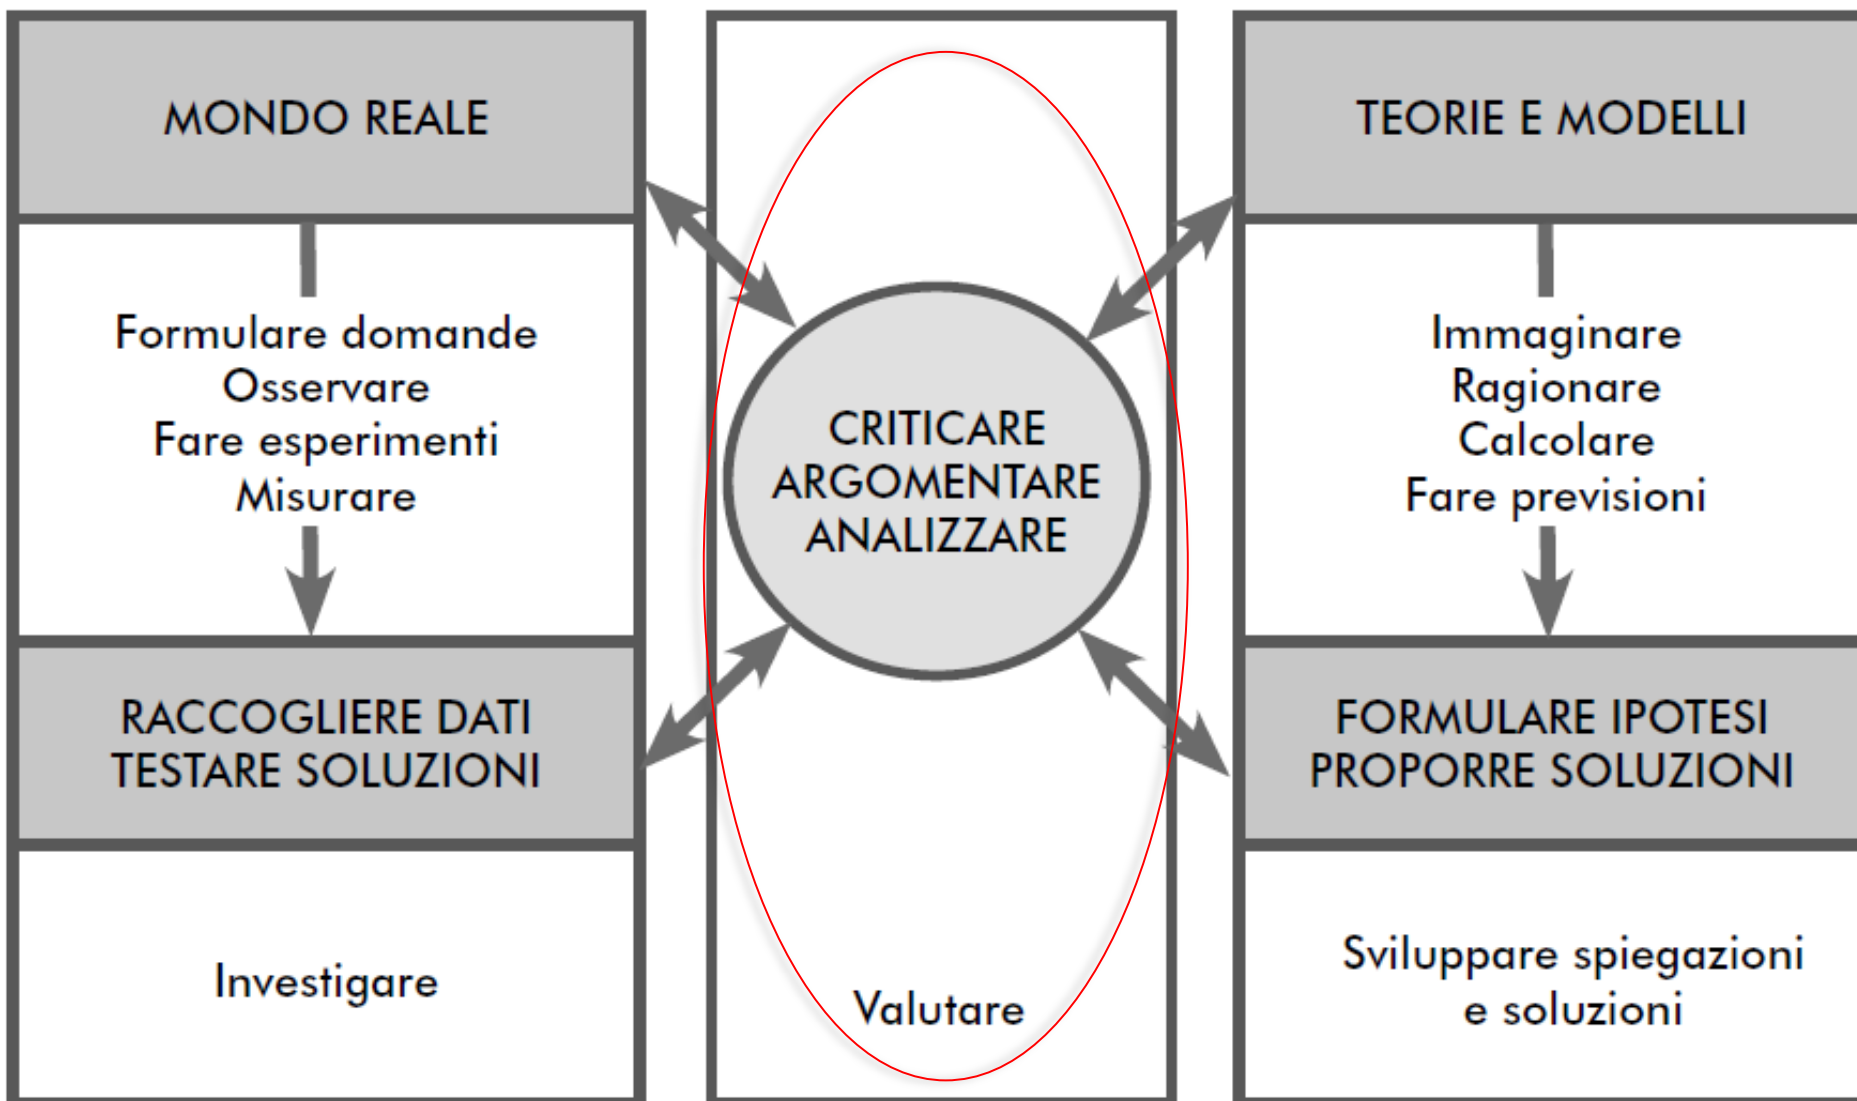 MONDO REALE
Formulare domande
Osservare
Fare esperimenti
Misurare
RACCOGLIERE DATI
TESTARE SOLUZIONI
Investigare
CRITICARE
ARGOMENTARE
ANALIZZARE
Valutare
TEORIE E MODELLI
Immaginare
Ragionare
Calcolare
Fare previsioni
FORMULARE IPOTESI
PROPORRE SOLUZIONI
Sviluppare spiegazioni
e soluzioni